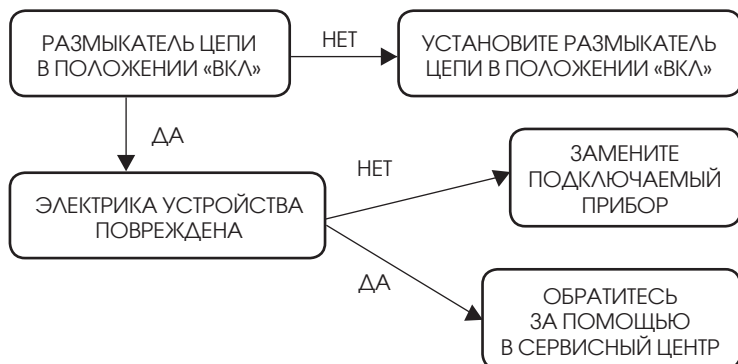 РАЗМЫКАТЕЛЬ ЦЕПИ
В ПОЛОЖЕНИИ «ВКЛ»
НЕТ
УСТАНОВИТЕ РАЗМЫКАТЕЛЬ
ЦЕПИ В ПОЛОЖЕНИИ «ВКЛ»
ДА
ЭЛЕКТРИКА УСТРОЙСТВА
ПОВРЕЖДЕНА
НЕТ
ЗАМЕНИТЕ
ПОДКЛЮЧАЕМЫЙ
ПРИБОР
ДА
ОБРАТИТЕСЬ
ЗА ПОМОЩЬЮ
В СЕРВИСНЫЙ ЦЕНТР